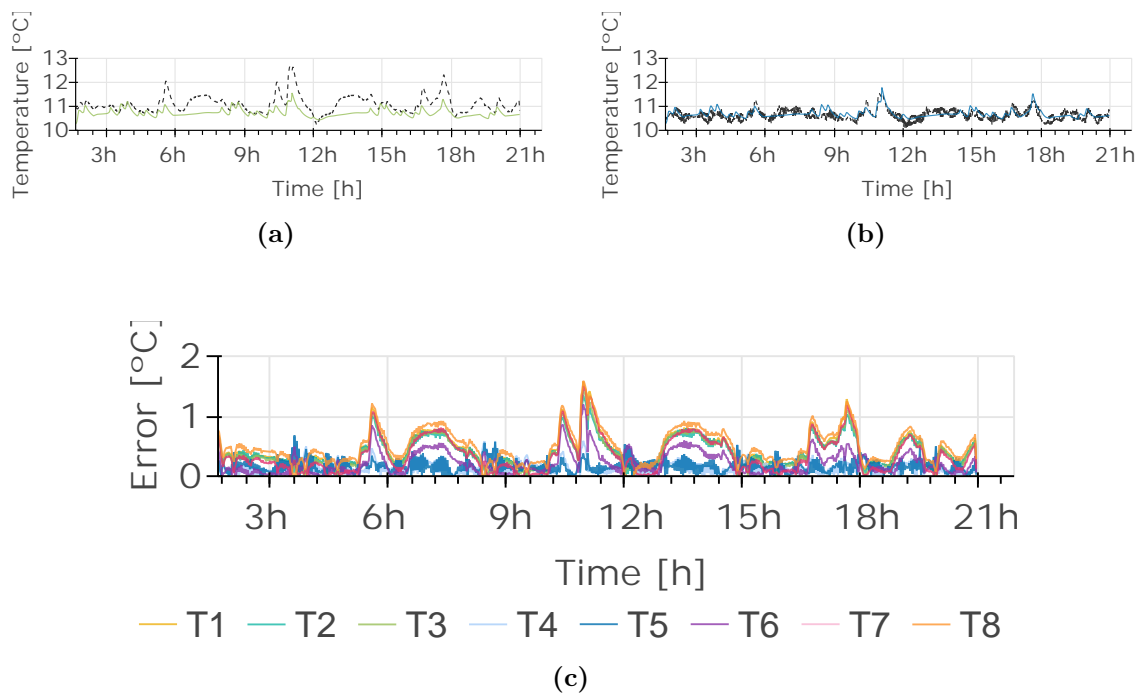 Temperature [°C]
13
12
11
10
3h 6h 9h 12h 15h 18h 21h
Time [h]
(a)
Temperature [°C]
13
12
11
10
3h 6h 9h 12h 15h 18h 21h
Time [h]
(b)
Error [°C]
2
1
0
3h 6h 9h 12h 15h 18h 21h
Time [h]
T1 T2 T3 T4 T5 T6 T7 T8
(c)